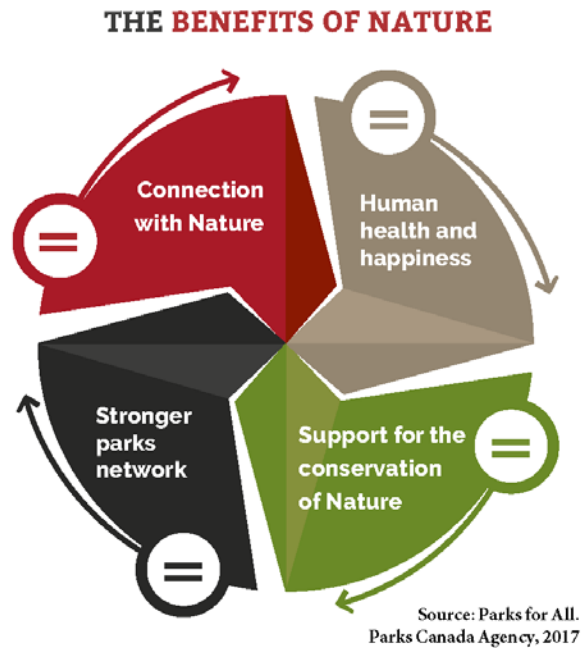 THE BENEFITS OF NATURE
Connection
with Nature
=
Human
health and
happiness
=
Support for the
conservation
of Nature
=
Stronger
parks
network
=
Source: Parks for All.
Parks Canada Agency, 2017